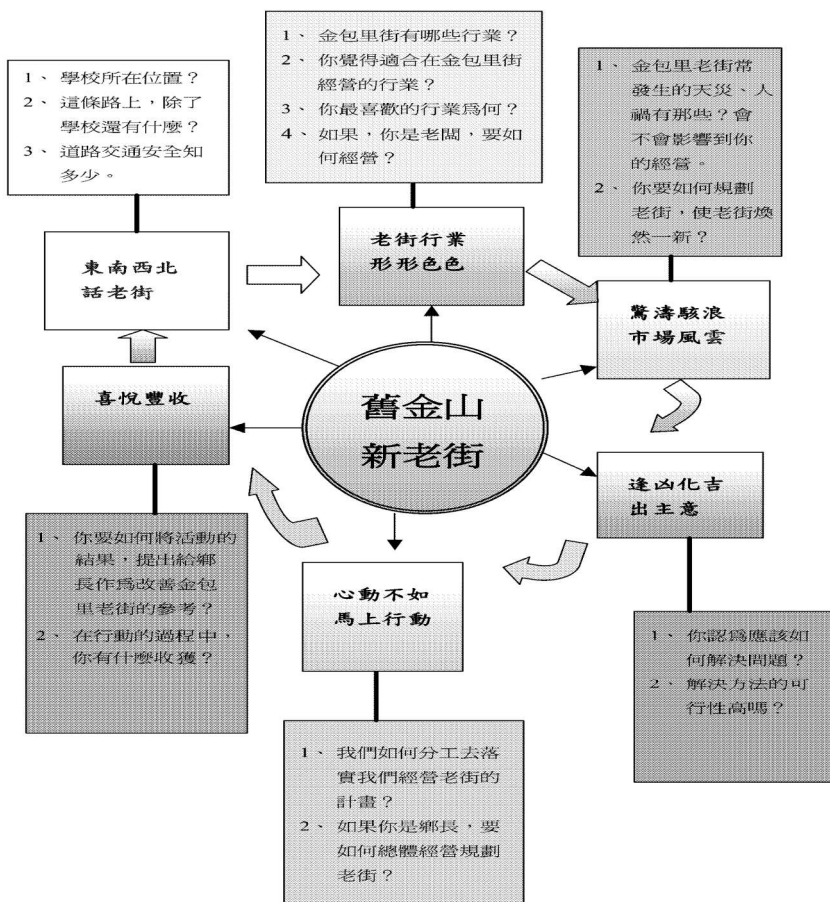 1、 學校所在位置？
2、 這條路上，除了
學校還有什麼？
3、 道路交通安全知
多少。
1、 金包里街有哪些行業？
2、 你覺得適合在金包里街
經營的行業？
3、 你最喜歡的行業為何？
4、 如果，你是老闆，要如
何經營？
1、 金包里老街常
發生的天災、人
禍有那些？會
不會影響到你
的經營。
2、 你要如何規劃
老街，使老街煥
然一新？
東南西北
話老街
老街行業
形形色色
驚濤駭浪
市場風雲
喜悅豐收
舊金山
新老街
逢凶化吉
出主意
心動不如
馬上行動
1、 你要如何將活動的
結果，提出給鄉
長作為改善金包
里老街的參考？
2、 在行動的過程中，
你有什麼收獲？
1、 我們如何分工去落
實我們經營老街的
計畫？
2、 如果你是鄉長，要
如何總體經營規劃
老街？
1、 你認為應該如
何解決問題？
2、 解決方法的可
行性高嗎？